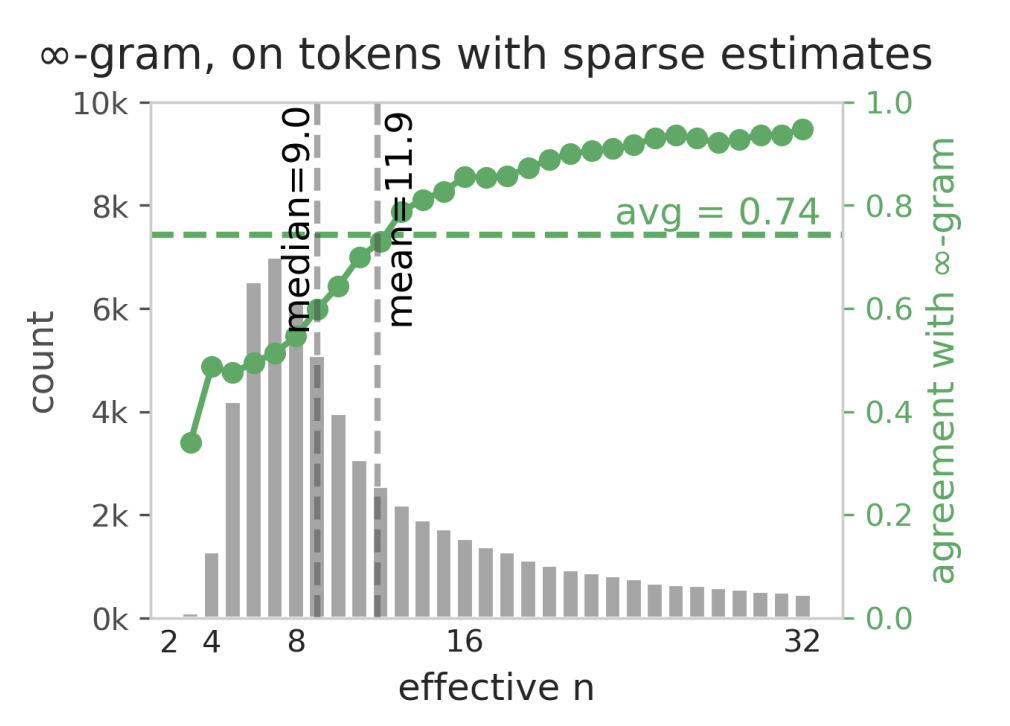 ∞-gram, on tokens with sparse estimates
10k
8k
6k
4k
2k
0k
count
median=9.0
mean=11.9
avg = 0.74
1.0
0.8
0.6
0.4
0.2
0.0
agreement with ∞-gram
2 4 8 16 32
effective n